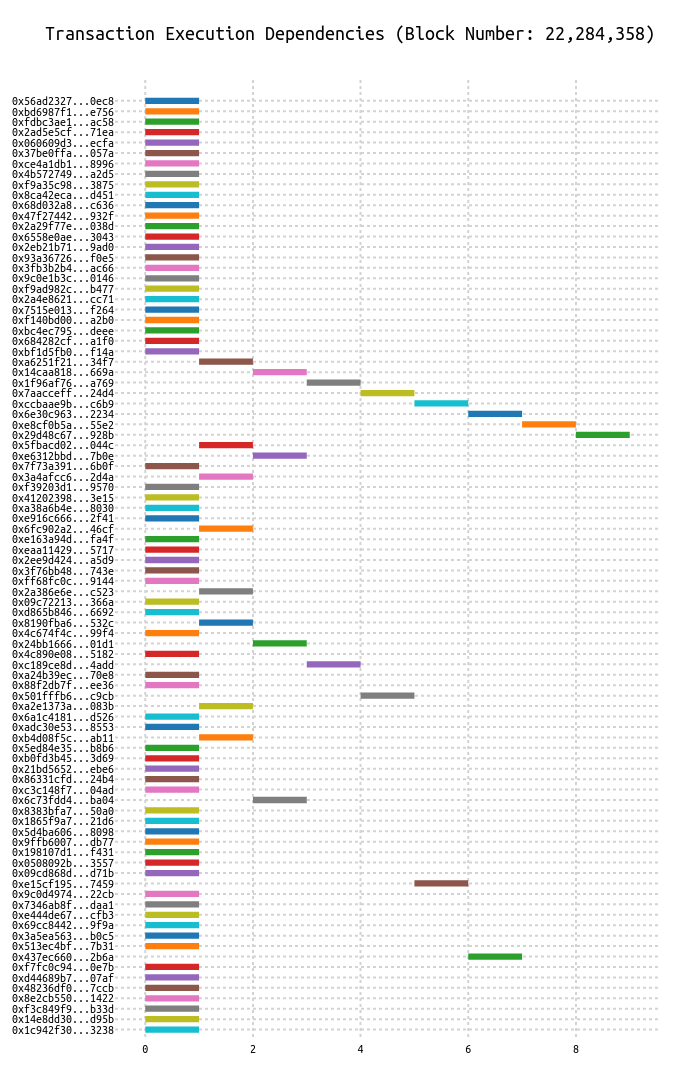 Transaction Execution Dependencies (Block Number: 22,284,358)
0x56ad2327...0ec8
0xbd6987f1...e756
0xfdbc3ae1...ac58
0x2ad5e5cf...71ea
0x060609d3...ecfa
0x37be0ffa...057a
0xce4a1db1...8996
0x4b572749...a2d5
0xf9a35c98...3875
0x8ca42eca...d451
0x68d032a8...c636
0x47f27442...932f
0x2a29f77e...038d
0x6558e0ae...3043
0x2eb21b71...9ad0
0x93a36726...f0e5
0x3fb3b2b4...ac66
0x9c0e1b3c...0146
0xf9ad982c...b477
0x2a4e8621...cc71
0x7515e013...f264
0xf140bd00...a2b0
0xbc4ec795...deee
0x684282cf...a1f0
0xbf1d5fb0...f14a
0xa6251f21...34f7
0x14caa818...669a
0x1f96af76...a769
0x7aacceff...24d4
0xccbaae9b...c6b9
0x6e30c963...2234
0xe8cf0b5a...55e2
0x29d48c67...928b
0x5fbacd02...044c
0xe6312bbd...7b0e
0x7f73a391...6b0f
0x3a4afcc6...2d4a
0xf39203d1...9570
0x41202398...3e15
0xa38a6b4e...8030
0xe916c666...2f41
0x6fc902a2...46cf
0xe163a94d...fa4f
0xeaa11429...5717
0x2ee9d424...a5d9
0x3f76bb48...743e
0xff68fc0c...9144
0x2a386e6e...c523
0x09c72213...366a
0xd865b846...6692
0x8190fba6...532c
0x4c674f4c...99f4
0x24bb1666...01d1
0x4c890e08...5182
0xc189ce8d...4add
0xa24b39ec...70e8
0x88f2db7f...ee36
0x501fffb6...c9cb
0xa2e1373a...083b
0x6a1c4181...d526
0xadc30e53...8553
0xb4d08f5c...ab11
0x5ed84e35...b8b6
0xb0fd3b45...3d69
0x21bd5652...ebe6
0x86331cfd...24b4
0xc3c148f7...04ad
0x6c73fdd4...ba04
0x8383bfa7...50a0
0x1865f9a7...21d6
0x5d4ba606...8098
0x9ffb6007...db77
0x198107d1...f431
0x0508092b...3557
0x09cd868d...d71b
0xe15cf195...7459
0x9c0d4974...22cb
0x7346ab8f...daa1
0xe444de67...cfb3
0x69cc8442...9f9a
0x3a5ea563...b0c5
0x513ec4bf...7b31
0x437ec660...2b6a
0xf7fc0c94...0e7b
0xd44689b7...07af
0x48236df0...7ccb
0x8e2cb550...1422
0xf3c849f9...b33d
0x14e8dd30...d95b
0x1c942f30...3238
0 2 4 6 8